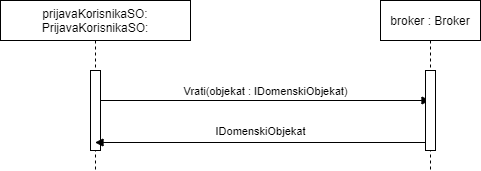 prijavaKorisnikaSO:
PrijavaKorisnikaSO:
broker : Broker
Vrati(objekat : IDomenskiObjekat)
IDomenskiObjekat